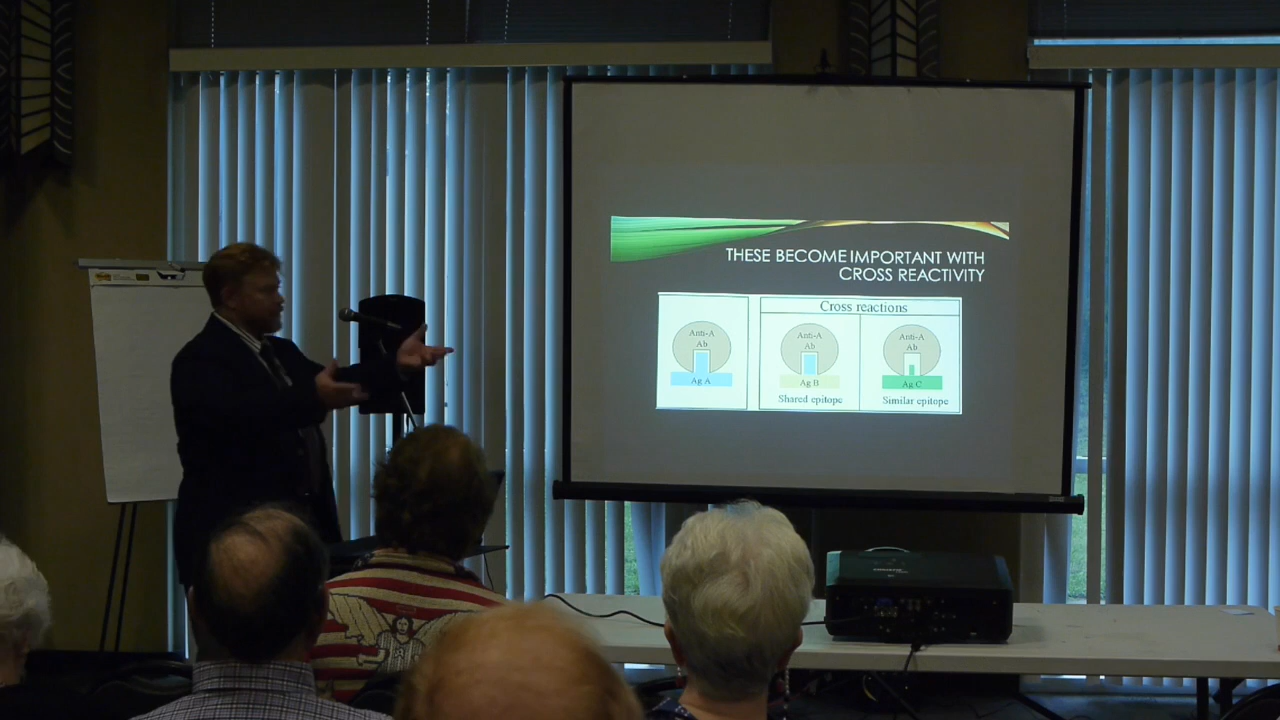 THESE BECOME IMPORTANT WITH
CROSS REACTIVITY
Cross reactions
Anti-A
Ab
Ag A
Anti-A
Ab
Ag B
Shared epitope
Anti-A
Ab
Ag C
Similar epitope